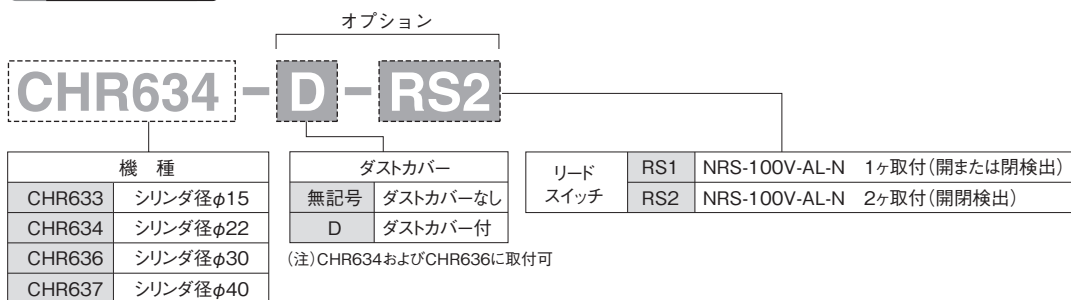 オプション
CHR634-D-RS2
機 種
CHR633 シリンダ径φ15
CHR634 シリンダ径φ22
CHR636 シリンダ径φ30
CHR637 シリンダ径φ40
ダストカバー
無記号 ダストカバーなし
D ダストカバー付
(注)CHR634およびCHR636に取付可
リード
スイッチ
RS1 NRS-100V-AL-N 1ヶ取付(開または閉検出)
RS2 NRS-100V-AL-N 2ヶ取付(開閉検出)